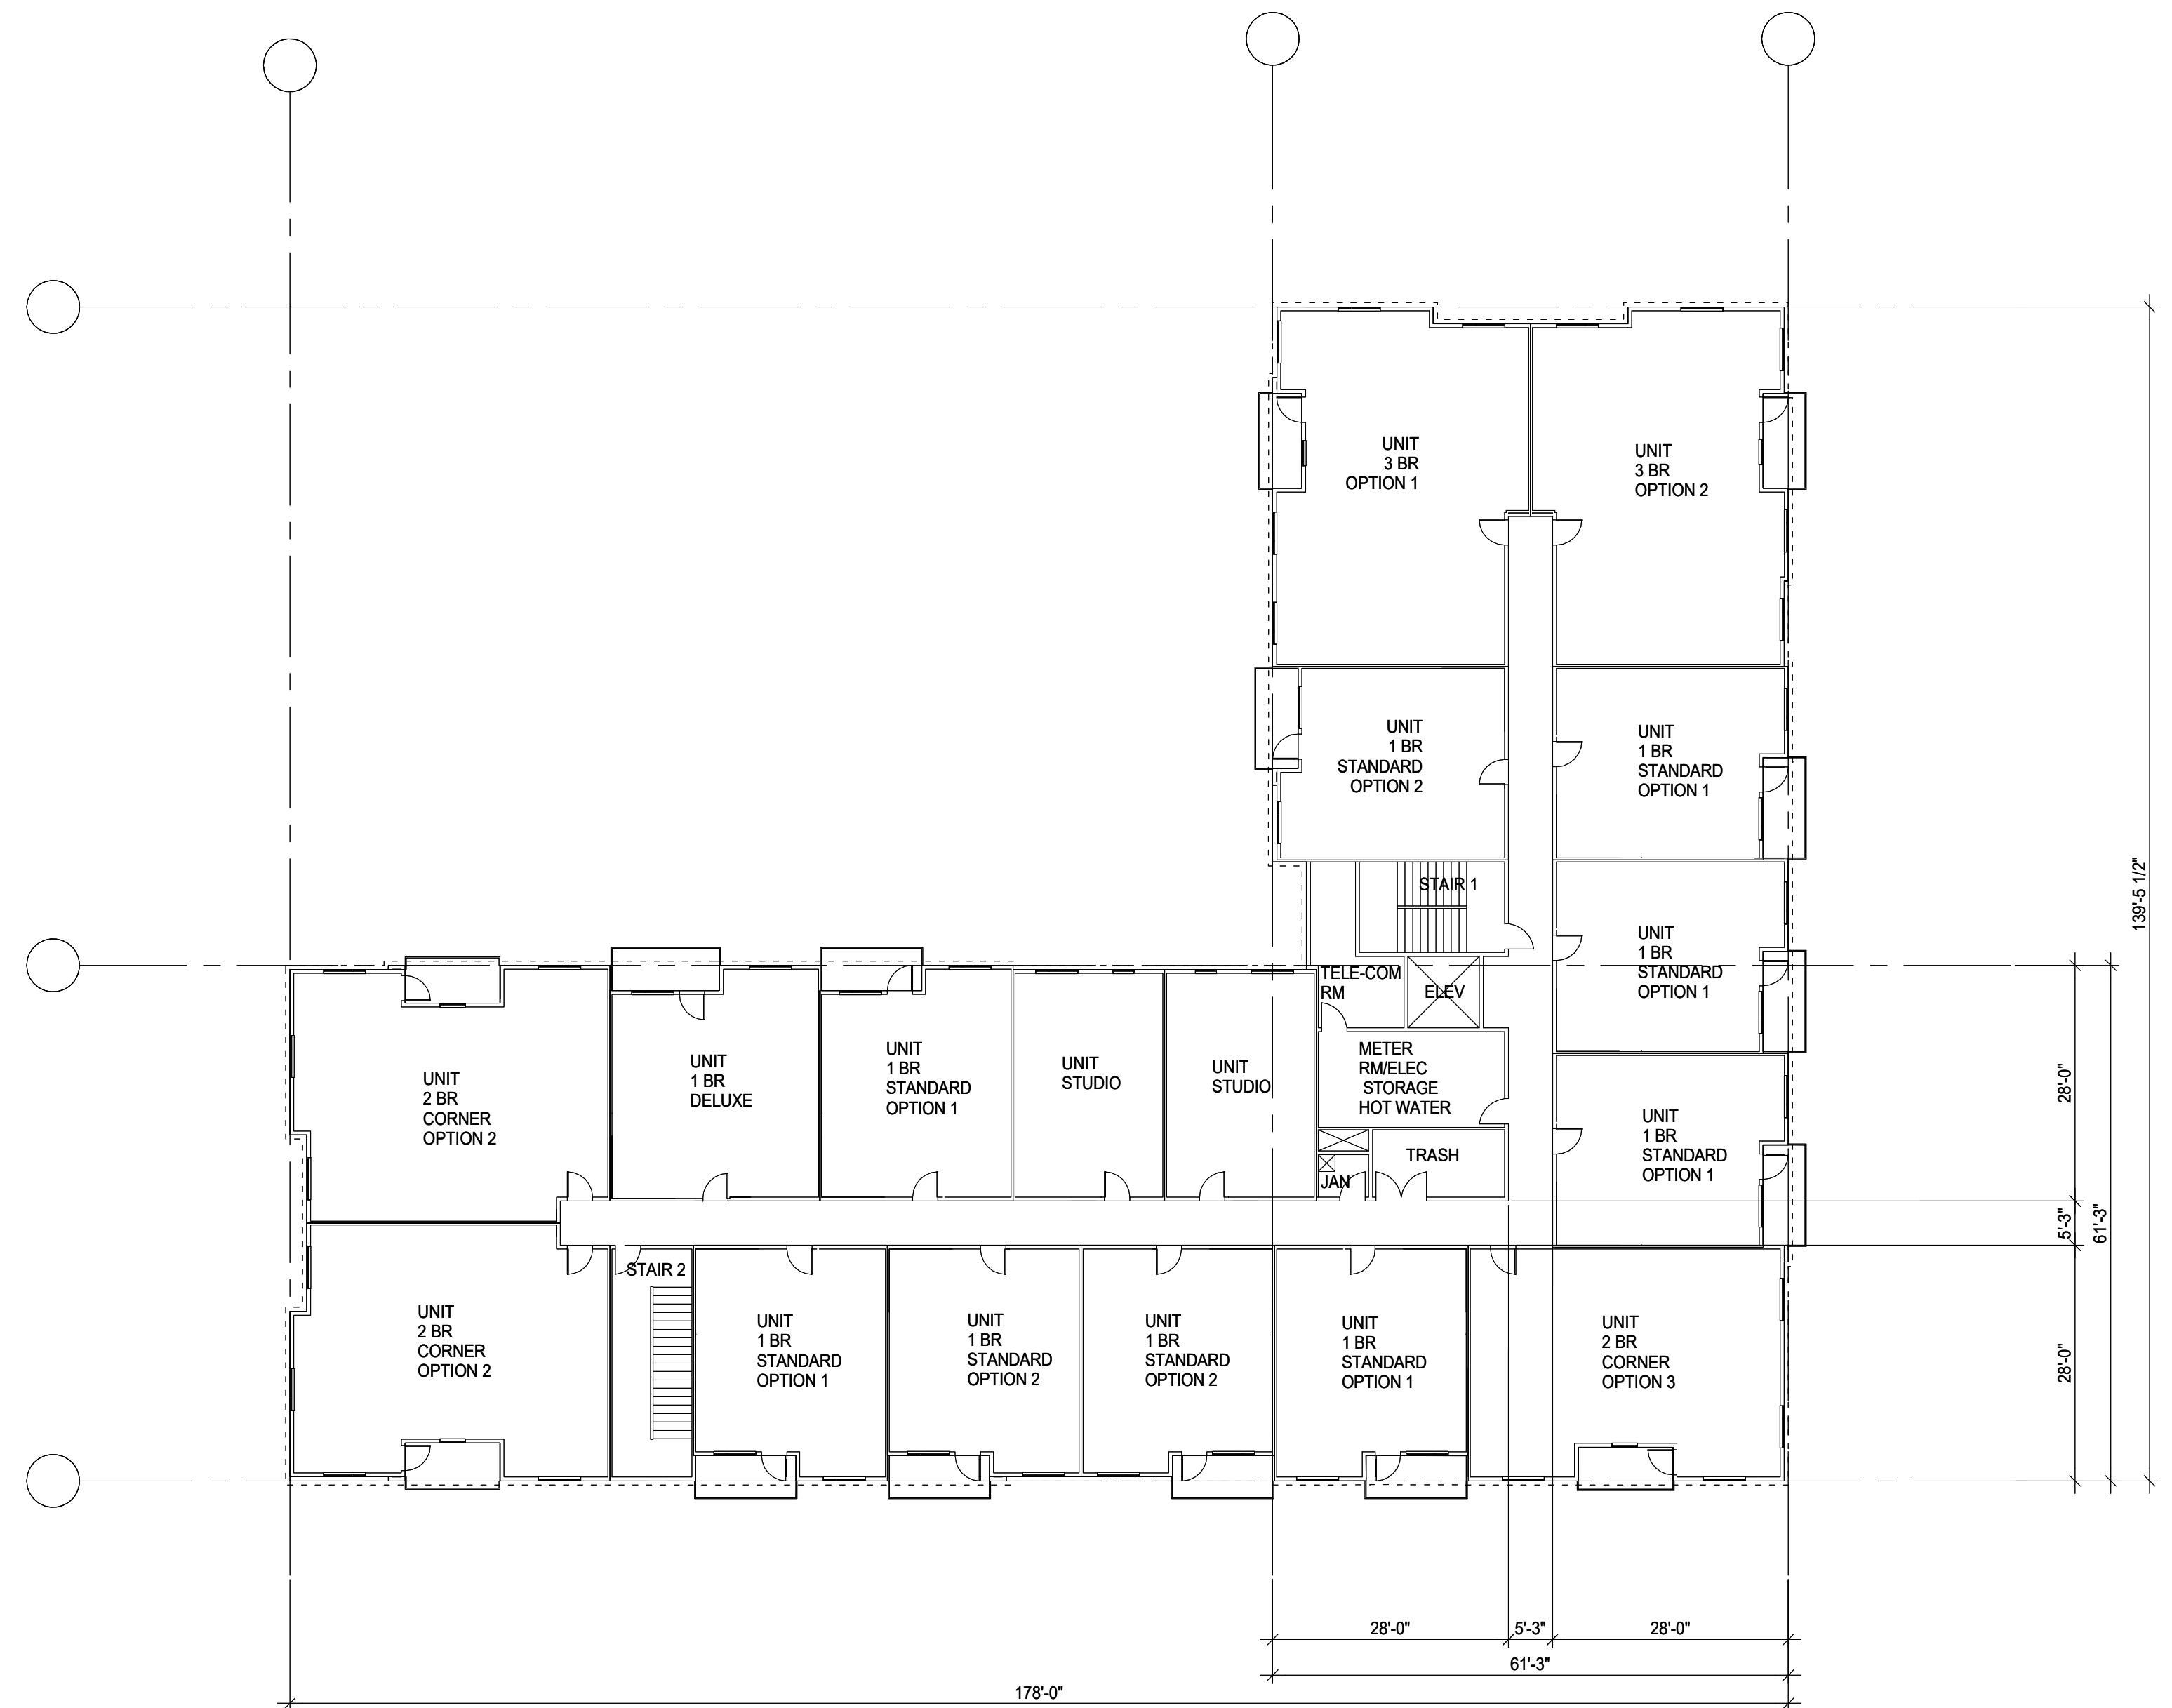 UNIT
3 BR
OPTION 1
UNIT
3 BR
OPTION 2
UNIT
1 BR
STANDARD
OPTION 2
UNIT
1 BR
STANDARD
OPTION 1
STAIR 1
139'-5 1/2"
UNIT
1 BR
STANDARD
OPTION 1
TELE-COM
RM
ELEV
UNIT
2 BR
CORNER
OPTION 2
UNIT
1 BR
DELUXE
UNIT
1 BR
STANDARD
OPTION 1
UNIT
STUDIO
UNIT
STUDIO
METER
RM/ELEC
STORAGE
HOT WATER
UNIT
1 BR
STANDARD
OPTION 1
28'-0"
TRASH
JAN
5'-3"
61'-3"
STAIR 2
UNIT
2 BR
CORNER
OPTION 2
UNIT
1 BR
STANDARD
OPTION 1
UNIT
1 BR
STANDARD
OPTION 2
UNIT
1 BR
STANDARD
OPTION 2
UNIT
1 BR
STANDARD
OPTION 1
UNIT
2 BR
CORNER
OPTION 3
28'-0"
28'-0"
5'-3"
28'-0"
61'-3"
178'-0"